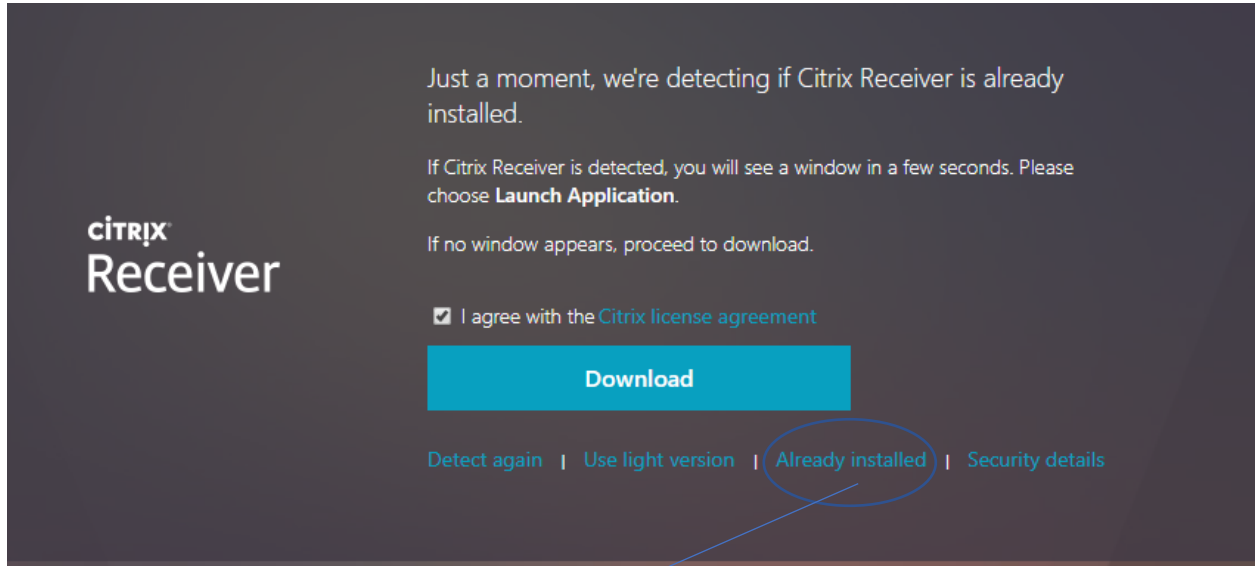 Just a moment, we're detecting if Citrix Receiver is already
installed.
If Citrix Receiver is detected, you will see a window in a few seconds. Please
choose Launch Application.
If no window appears, proceed to download.
CiTRiX
Receiver
I agree with the Citrix license agreement
Download
Detect again | Use light version | Already installed | Security details